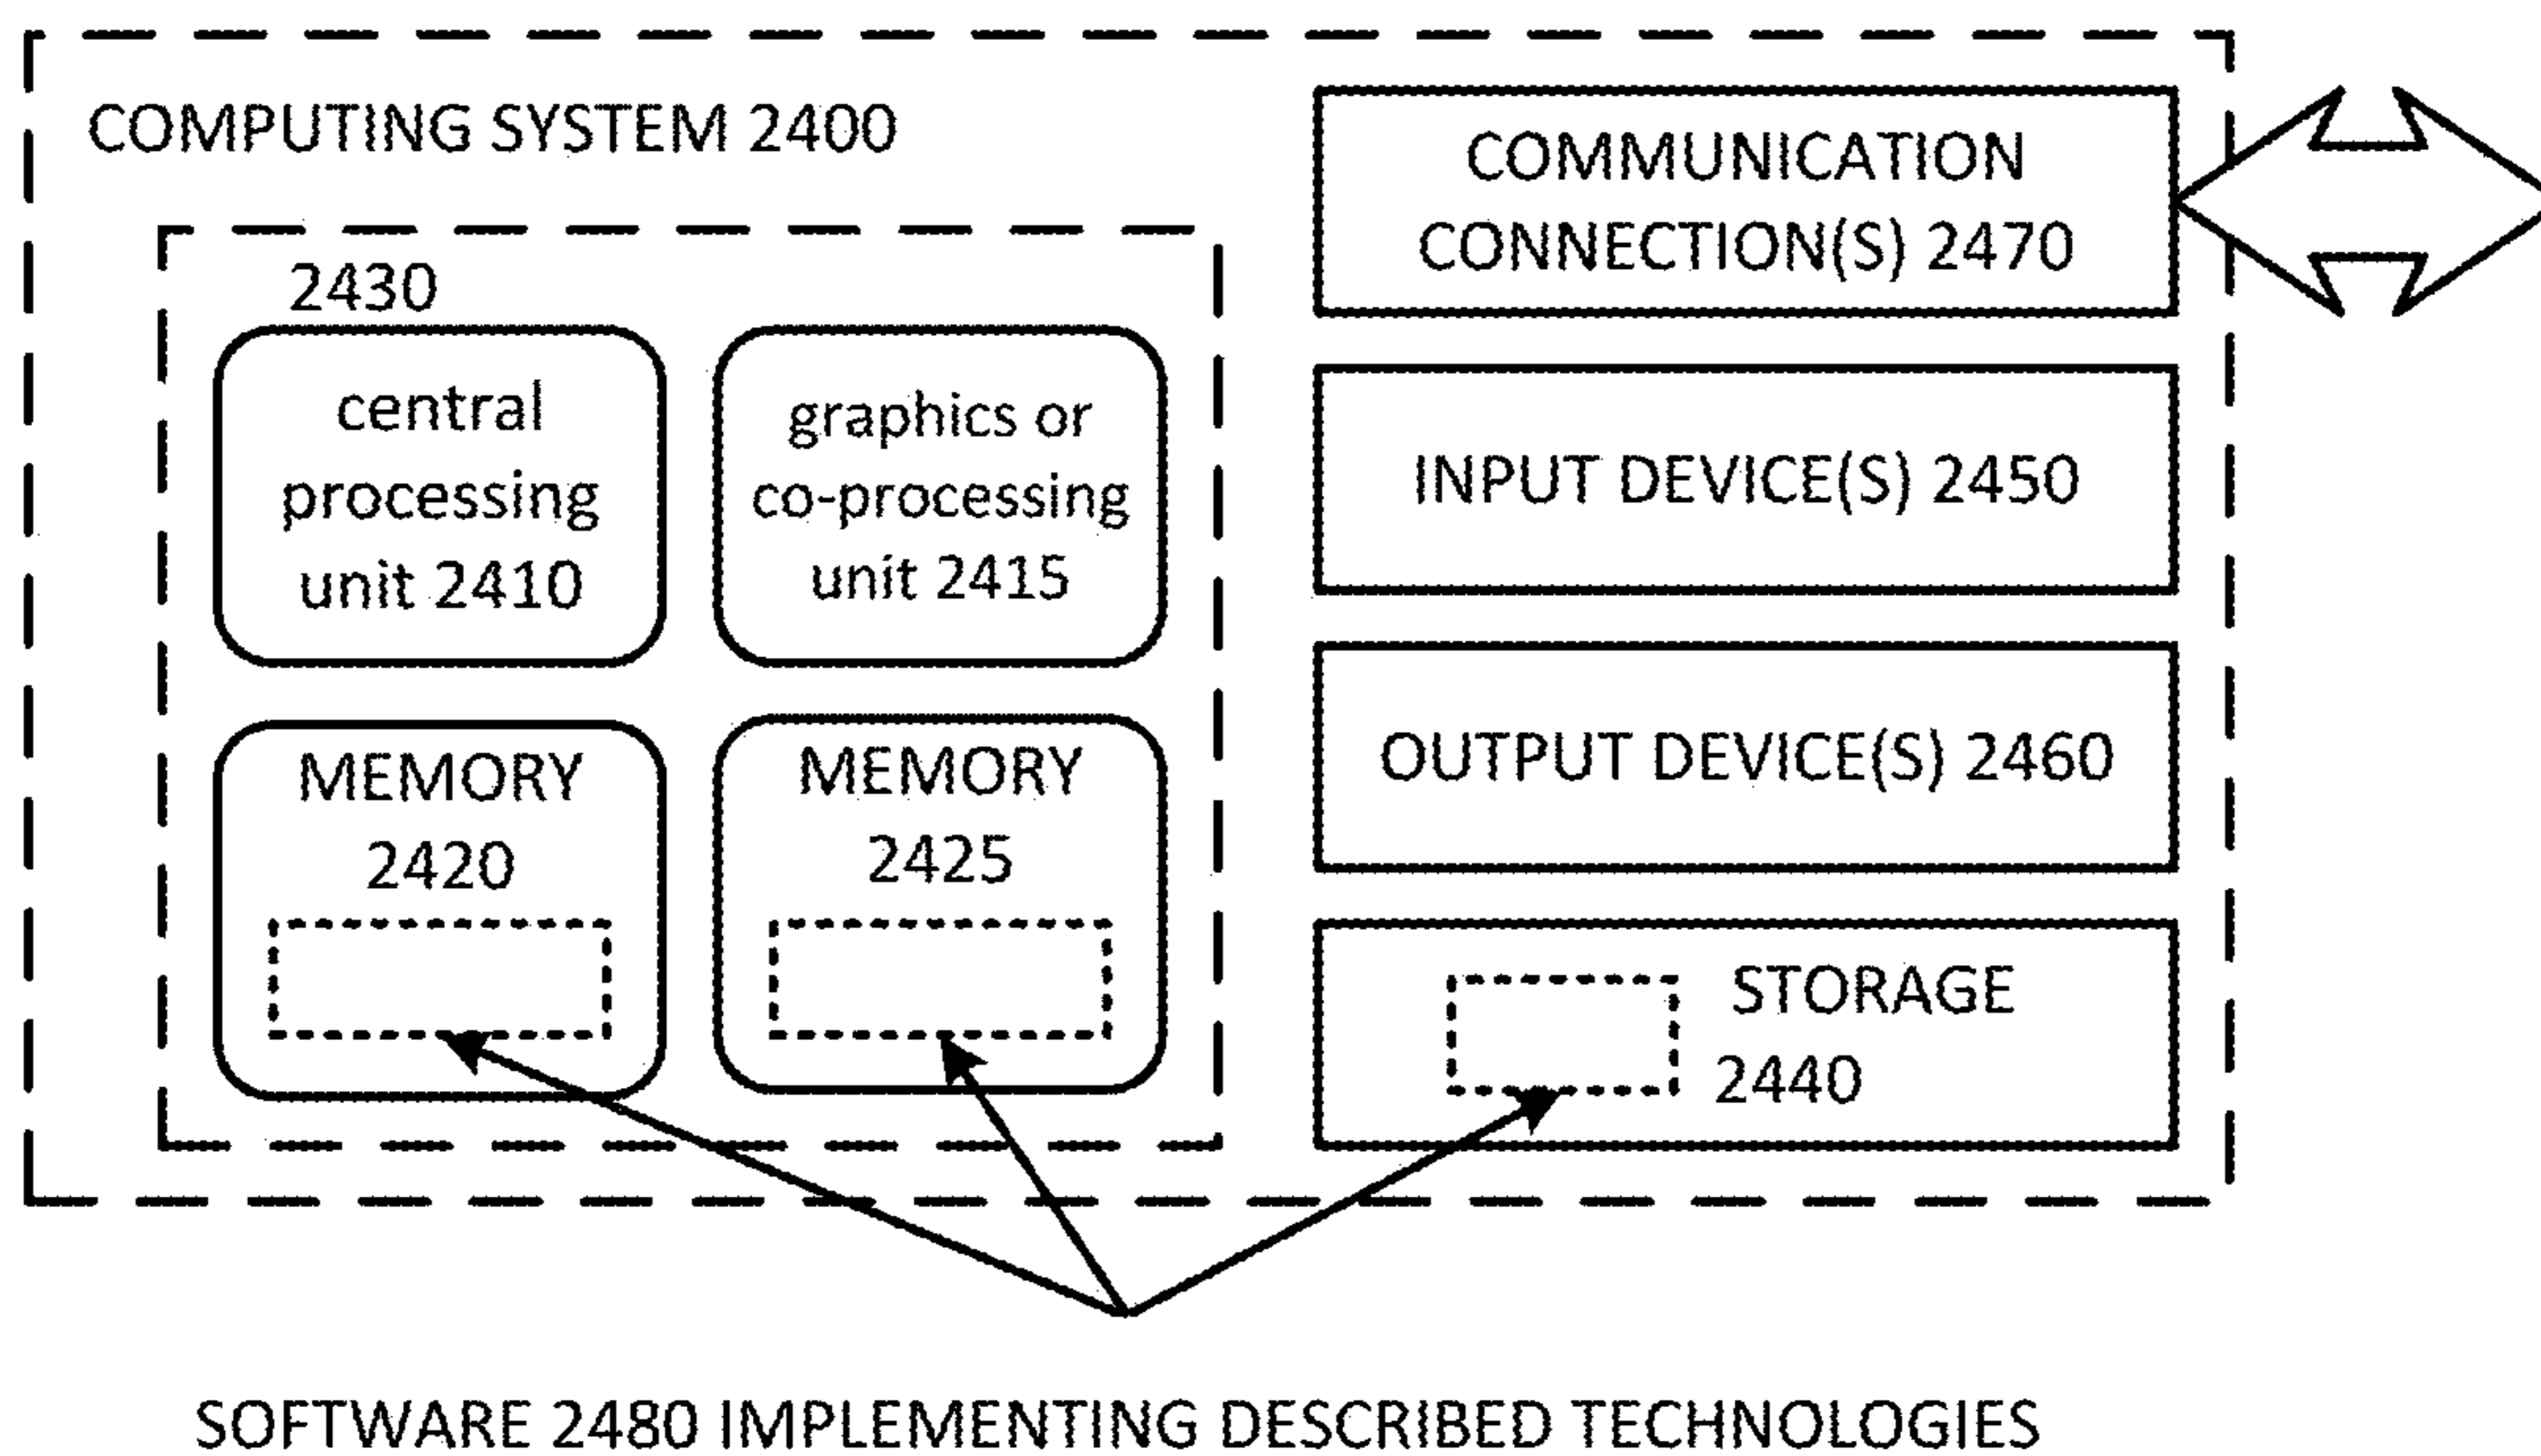 COMPUTING SYSTEM 2400
2430
central
processing
unit 2410
graphics or
co-processing
unit 2415
MEMORY
2420
MEMORY
2425
COMMUNICATION
CONNECTION(S) 2470
INPUT DEVICE(S) 2450
OUTPUT DEVICE(S) 2460
STORAGE
2440
SOFTWARE 2480 IMPLEMENTING DESCRIBED TECHNOLOGIES